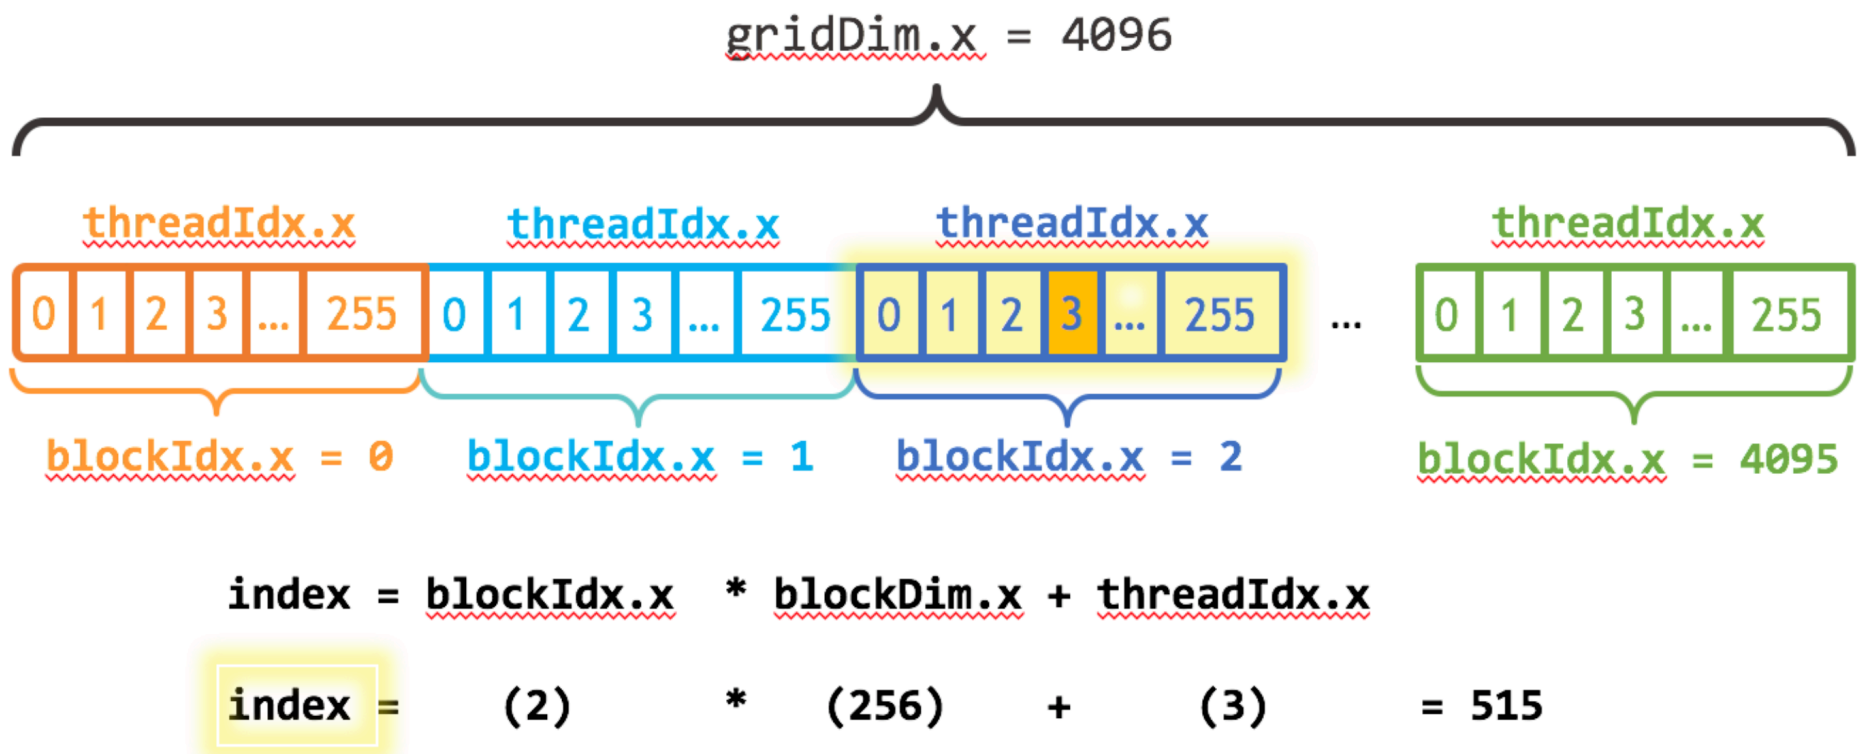 gridDim.x = 4096
threadIdx.x threadIdx.x threadIdx.x threadIdx.x
0 1 2 3 ... 255 0 1 2 3 ... 255 0 1 2 3 ... 255 ... 0 1 2 3 ... 255
blockIdx.x = 0 blockIdx.x = 1 blockIdx.x = 2 blockIdx.x = 4095
index = blockIdx.x * blockDim.x + threadIdx.x
index = (2) * (256) + (3) = 515